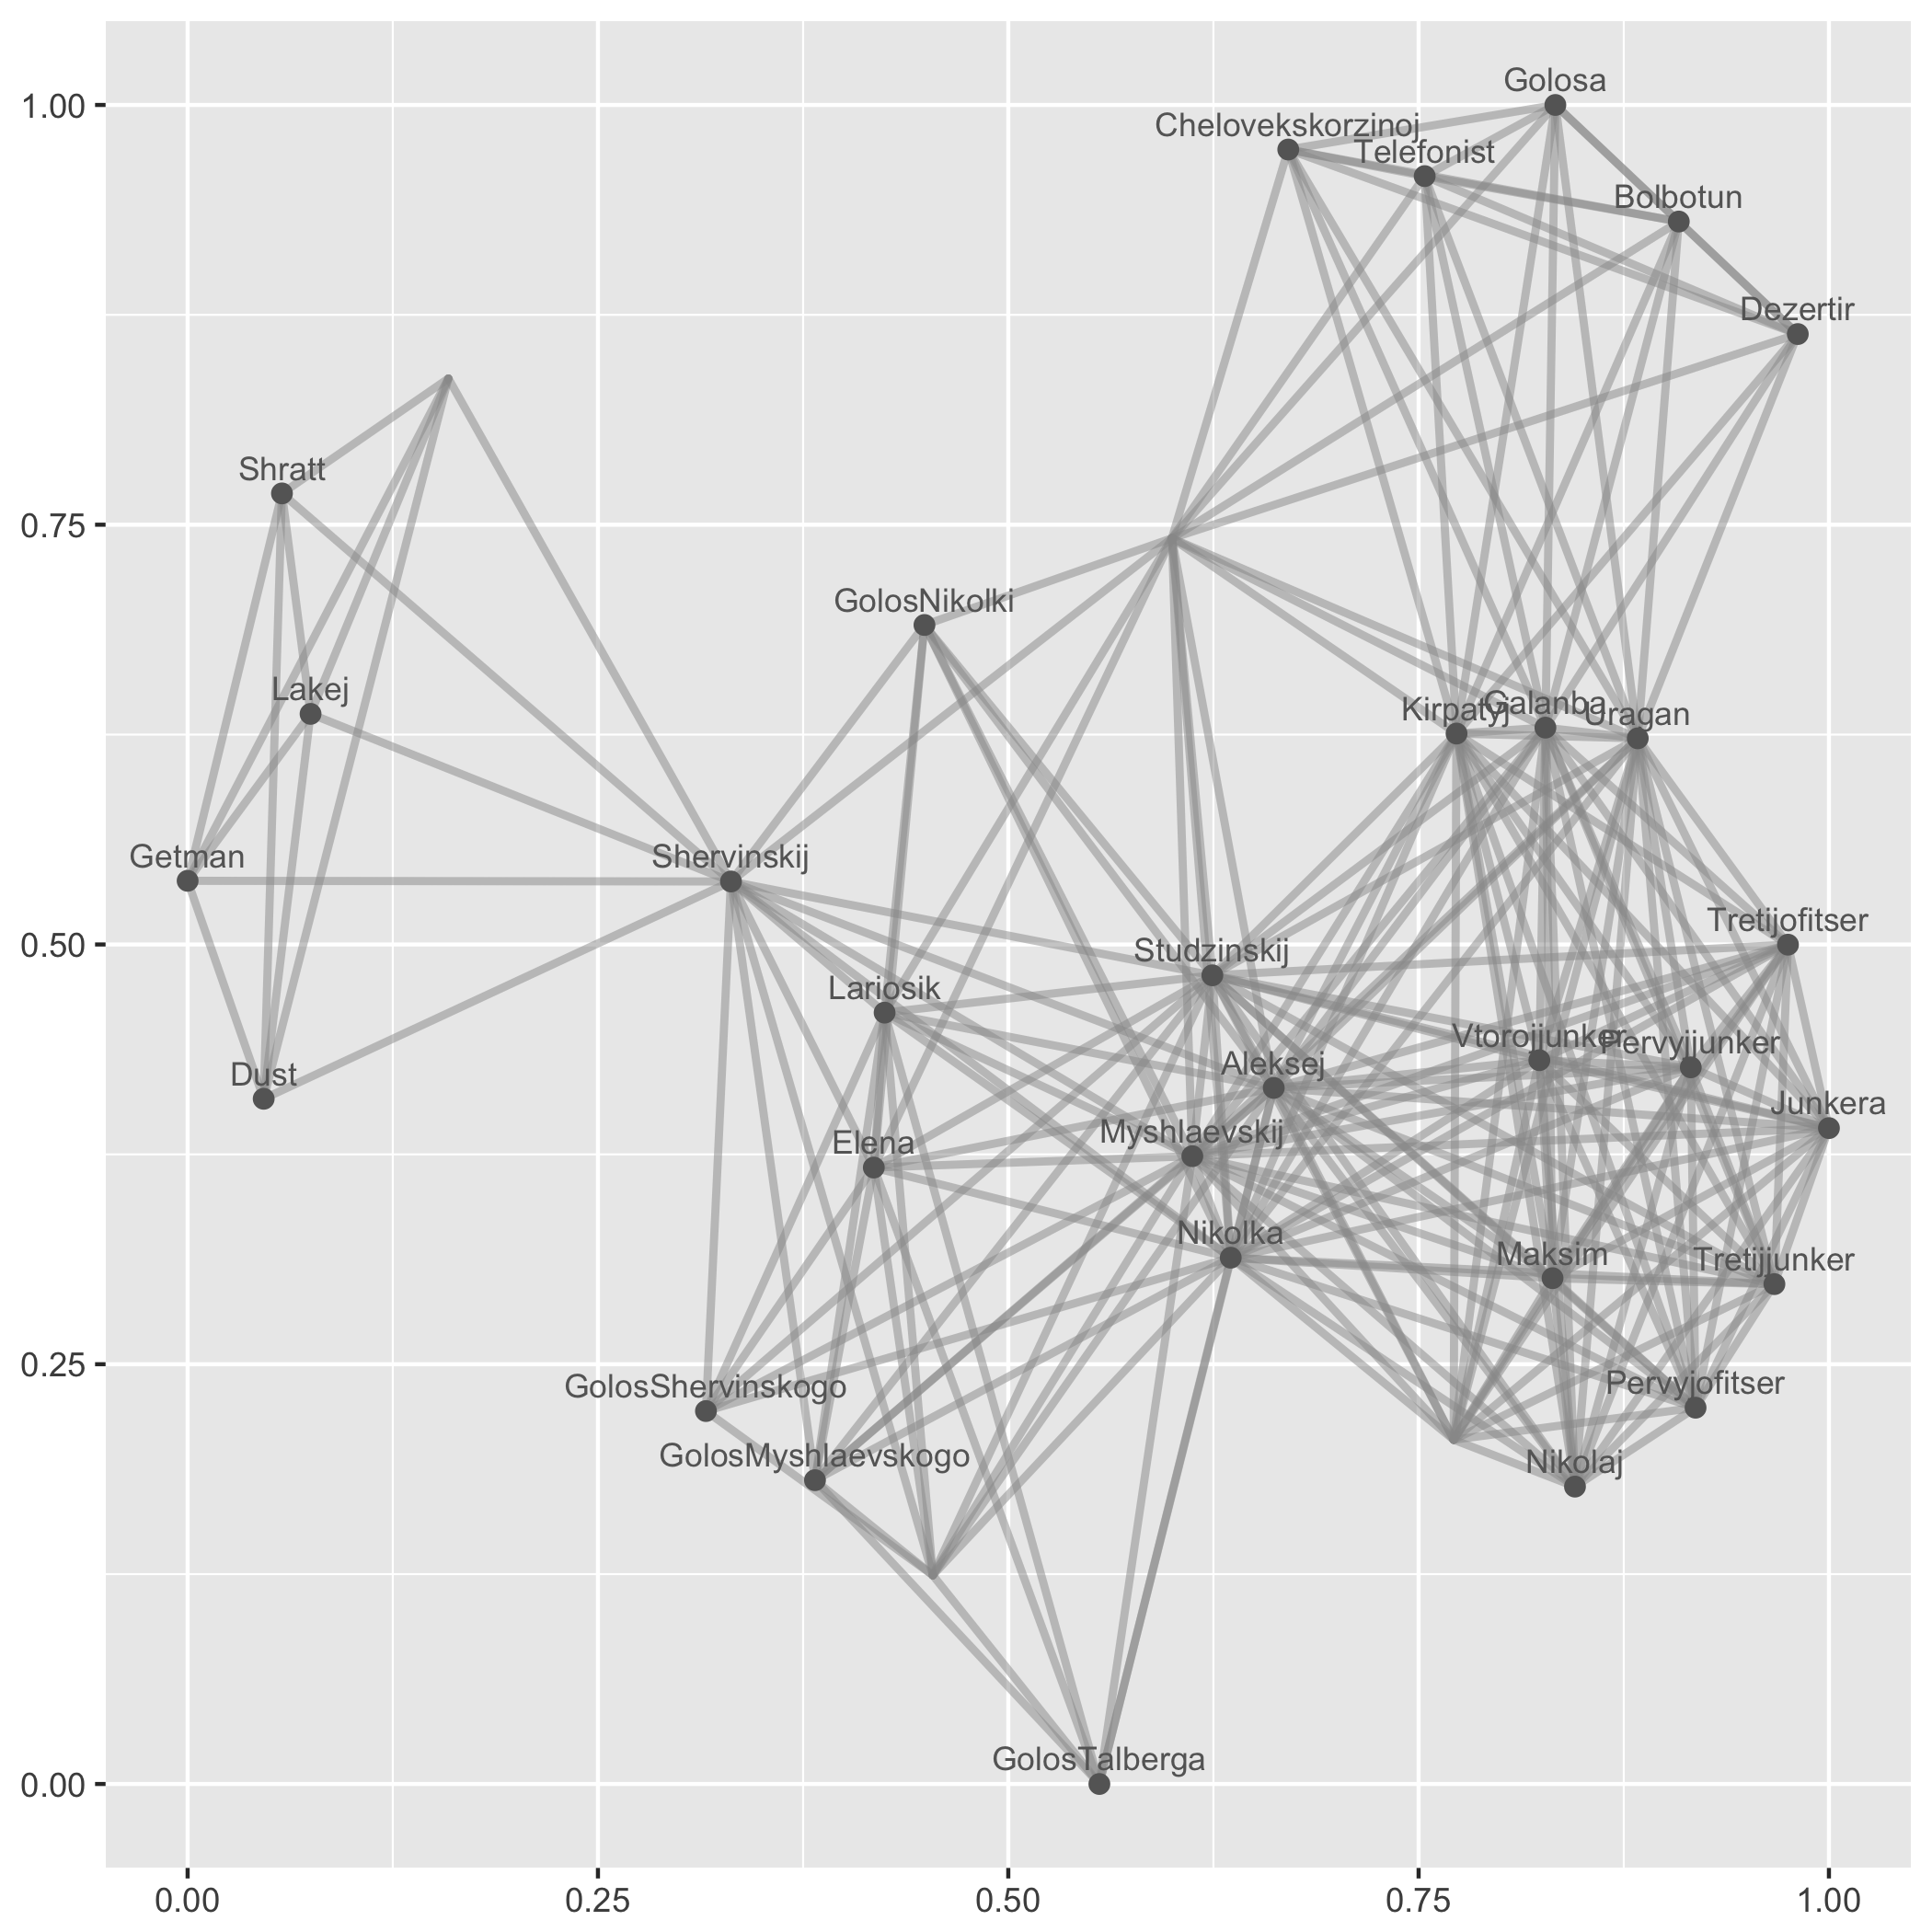 Golosa
1.00
Chelovekskorzinoj
Telefonist
Bolbotun
Dezertir
Shratt
0.75
GolosNikolki
Lakej
Kirpatyj
Galanba
Uragan
Getman
Shervinskij
Tretijofitser
0.50
Studzinskij
Lariosik
Vtorojjunker
Pervyjjunker
Aleksej
Dust
Junkera
Myshlaevskij
Elena
Nikolka
Maksim
Tretijjunker
0.25
GolosShervinskogo
Pervyjofitser
GolosMyshlaevskogo
Nikolaj
GolosTalberga
0.00
0.00 0.25 0.50 0.75 1.00